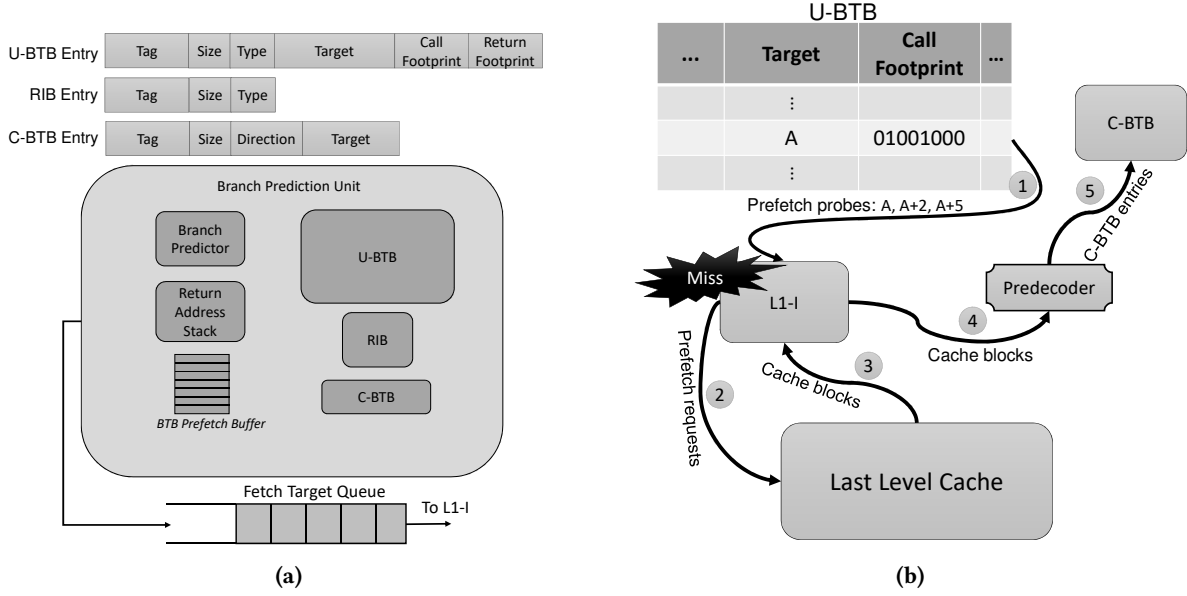 U-BTB Entry Tag Size Type Target Call Footprint Return Footprint
RIB Entry Tag Size Type
C-BTB Entry Tag Size Direction Target
Branch Prediction Unit
Branch
Predictor
U-BTB
Return
Address
Stack
RIB
C-BTB
BTB Prefetch Buffer
Fetch Target Queue
To L1-I
(a)
U-BTB
... Target Call Footprint ...
⋮
A 01001000
⋮
C-BTB
1
5
Prefetch probes: A, A+2, A+5
C-BTB entries
Miss
L1-I
Predecoder
4
Cache blocks
Prefetch requests
2
3
Cache blocks
Last Level Cache
(b)